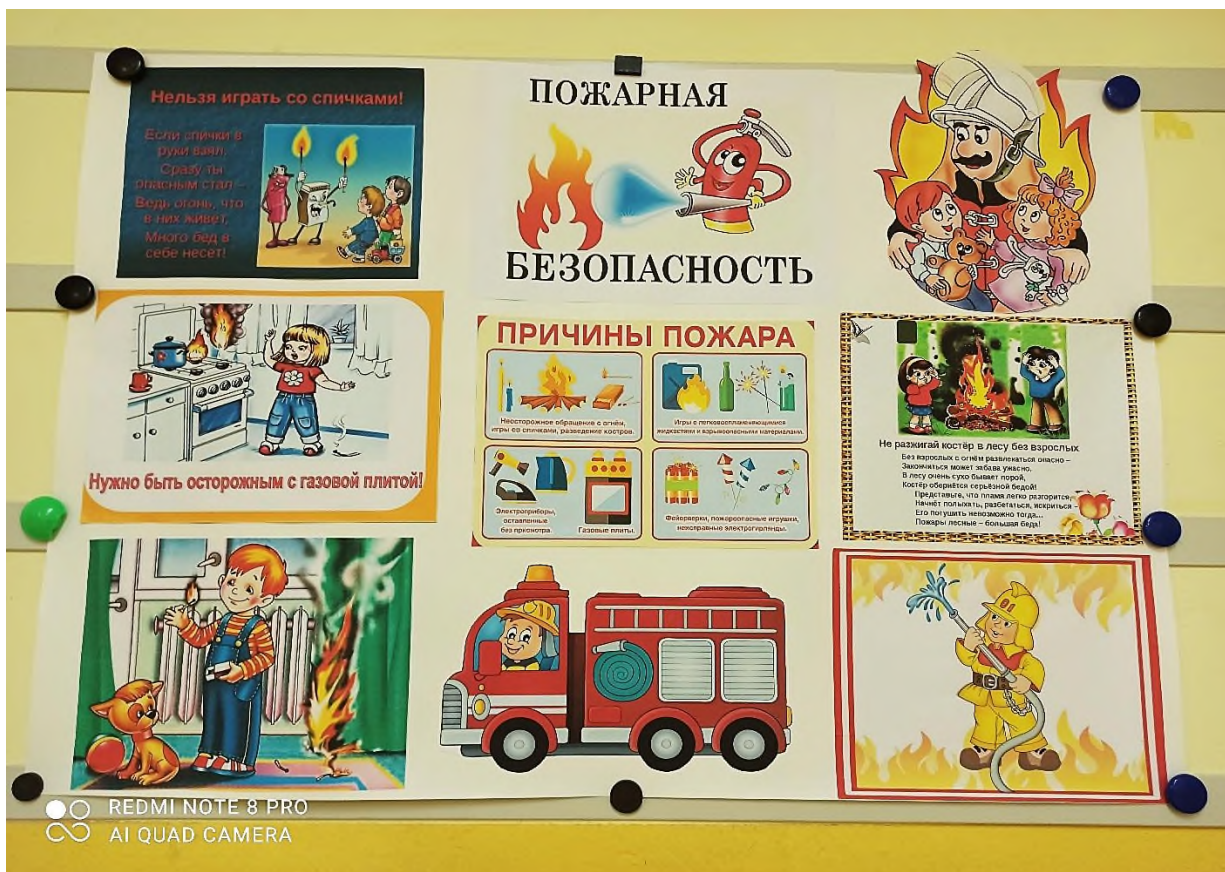 Нельзя играть со спичками!
Если спички в
руки взял,
Сразу ты
опасным стал –
Ведь огонь, что
в них живет,
Много бед в
себе несет!
ПОЖАРНАЯ
БЕЗОПАСНОСТЬ
Нужно быть осторожным с газовой плитой!
ПРИЧИНЫ ПОЖАРА
Неосторожное обращение с огнём,
игры со спичками, разведение костров.
Игры с легковоспламеняющимися
жидкостями и взрывоопасными материалами.
Электроприборы,
оставленные
без присмотра.
Газовые плиты.
Фейерверки, пожароопасные игрушки,
неисправные электрогирлянды.
Не разжигай костёр в лесу без взрослых
Без взрослых с огнём развлекаться опасно –
Закончиться может забава ужасно.
В лесу очень сухо бывает порой,
Костёр обернётся серьёзной бедой!
Представьте, что пламя легко разгорится,
Начнёт полыхать, разбегаться, искриться –
Его потушить невозможно тогда...
Пожары лесные – большая беда!
01
REDMI NOTE 8 PRO
AI QUAD CAMERA